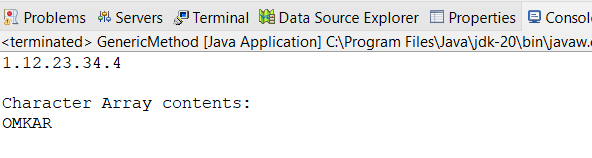 Problems Servers Terminal Data Source Explorer Properties Console
<terminated> GenericMethod [Java Application] C:\Program Files\Java\jdk-20\bin\javaw.
1.12.23.34.4
Character Array contents:
OMKAR